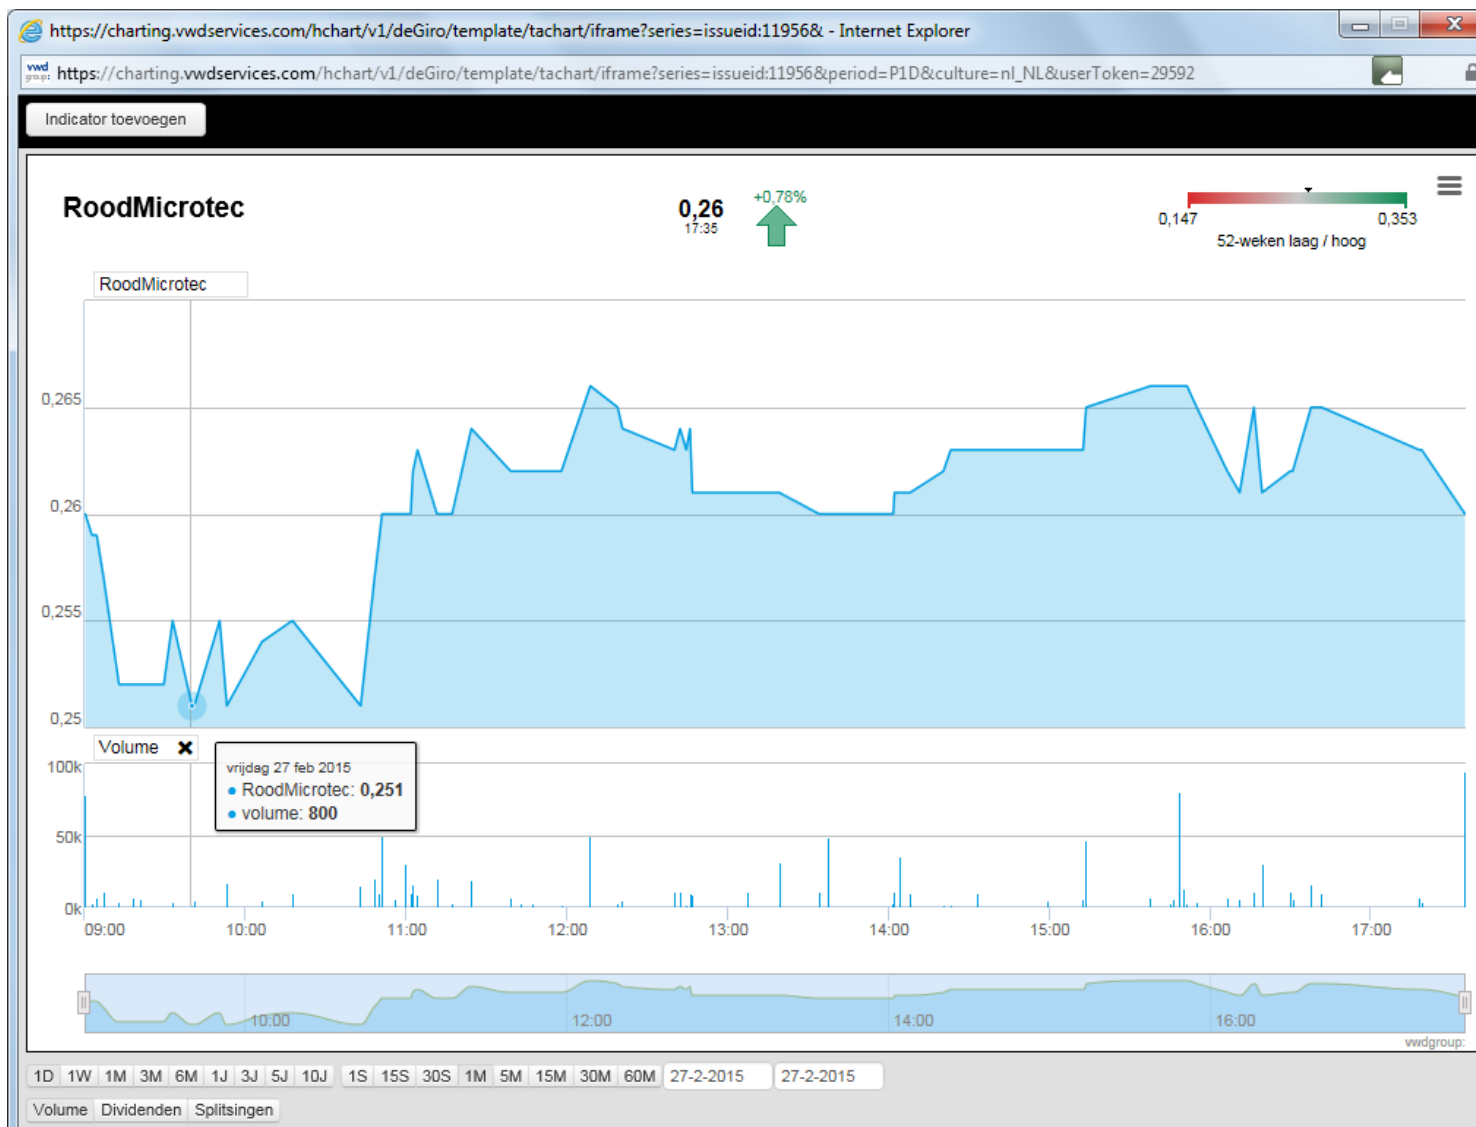 https://charting.vwdservices.com/hchart/v1/deGiro/template/tachart/iframe?series=issueid:11956& - Internet Explorer
vwd group: https://charting.vwdservices.com/hchart/v1/deGiro/template/tachart/iframe?series=issueid:11956&period=P1D&culture=nl_NL&userToken=29592
Indicator toevoegen
RoodMicrotec
0,26
17:35
+0,78%
0,147 0,353
52-weken laag / hoog
RoodMicrotec
0,265
0,26
0,255
0,25
Volume
100k
50k
0k
vrijdag 27 feb 2015
RoodMicrotec: 0,251
volume: 800
09:00 10:00 11:00 12:00 13:00 14:00 15:00 16:00 17:00
10:00 12:00 14:00 16:00
vwdgroup:
1D 1W 1M 3M 6M 1J 3J 5J 10J 1S 15S 30S 1M 5M 15M 30M 60M 27-2-2015 27-2-2015
Volume Dividenden Splitsingen